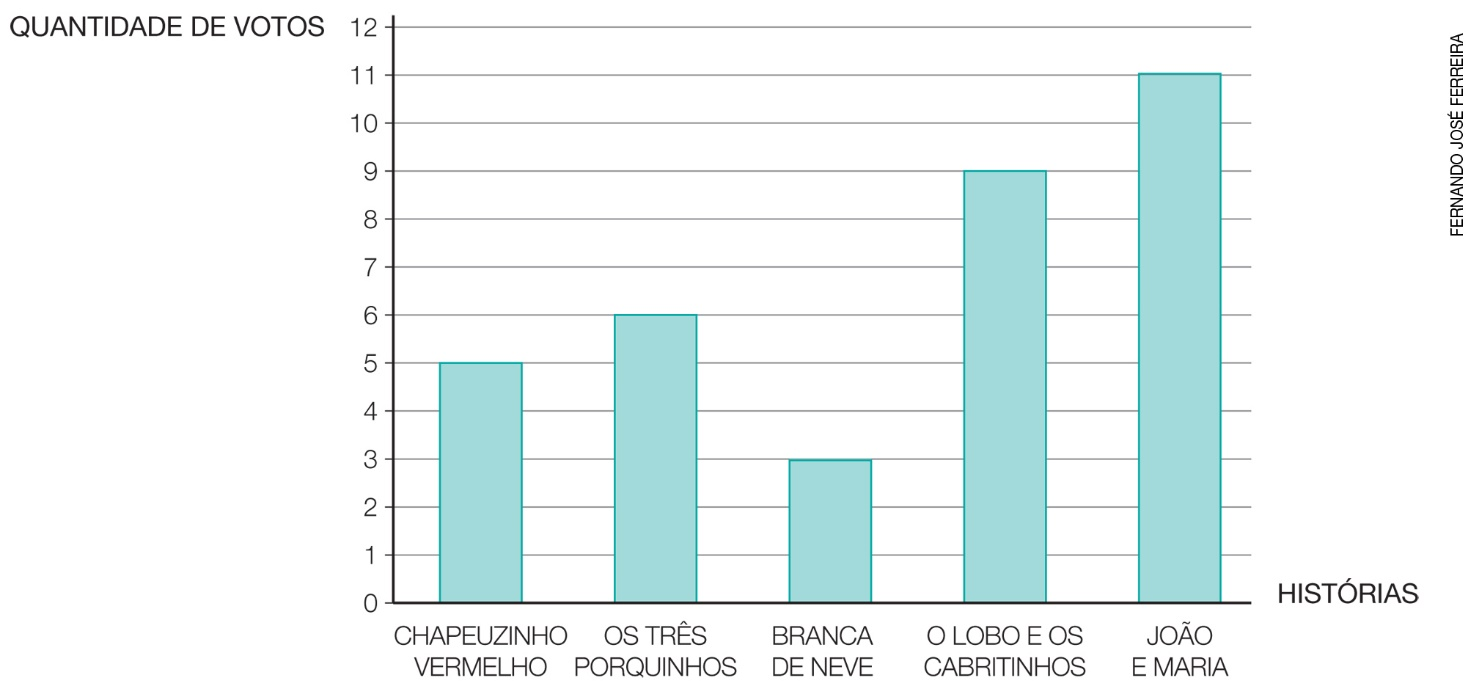 QUANTIDADE DE VOTOS
12
11
10
9
8
7
6
5
4
3
2
1
0
CHAPEUZINHO
VERMELHO
OS TRÊS
PORQUINHOS
BRANCA
DE NEVE
O LOBO E OS
CABRITINHOS
JOÃO
E MARIA
HISTÓRIAS
FERNANDO JOSÉ FERREIRA